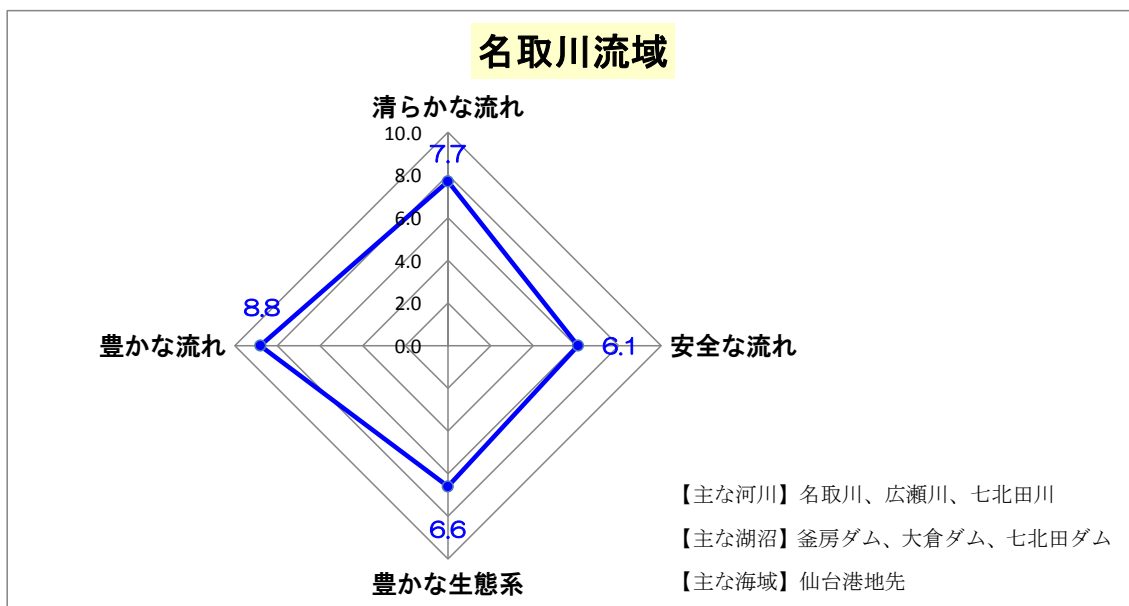 名取川流域
清らかな流れ
10.0
7.7
8.0
6.0
4.0
2.0
0.0
8.8
豊かな流れ
6.1
安全な流れ
6.6
豊かな生態系
【主な河川】名取川、広瀬川、七北田川
【主な湖沼】釜房ダム、大倉ダム、七北田ダム
【主な海域】仙台港地先